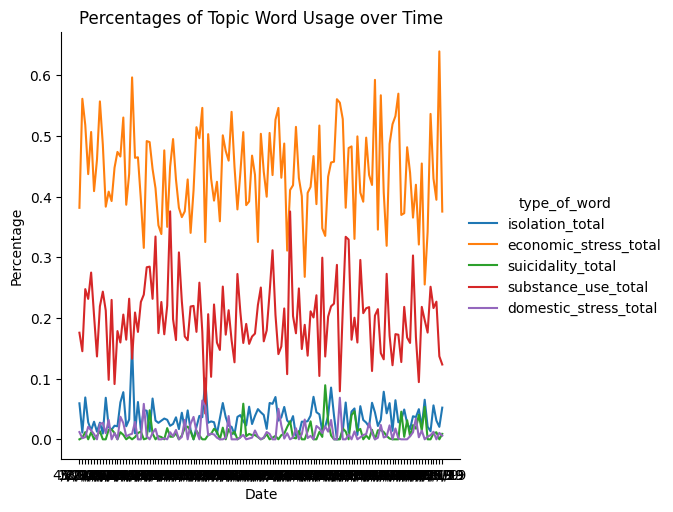 Percentages of Topic Word Usage over Time
0.6
0.5
0.4
0.3
0.2
0.1
0.0
Percentage
Date
type_of_word
isolation_total
economic_stress_total
suicidality_total
substance_use_total
domestic_stress_total